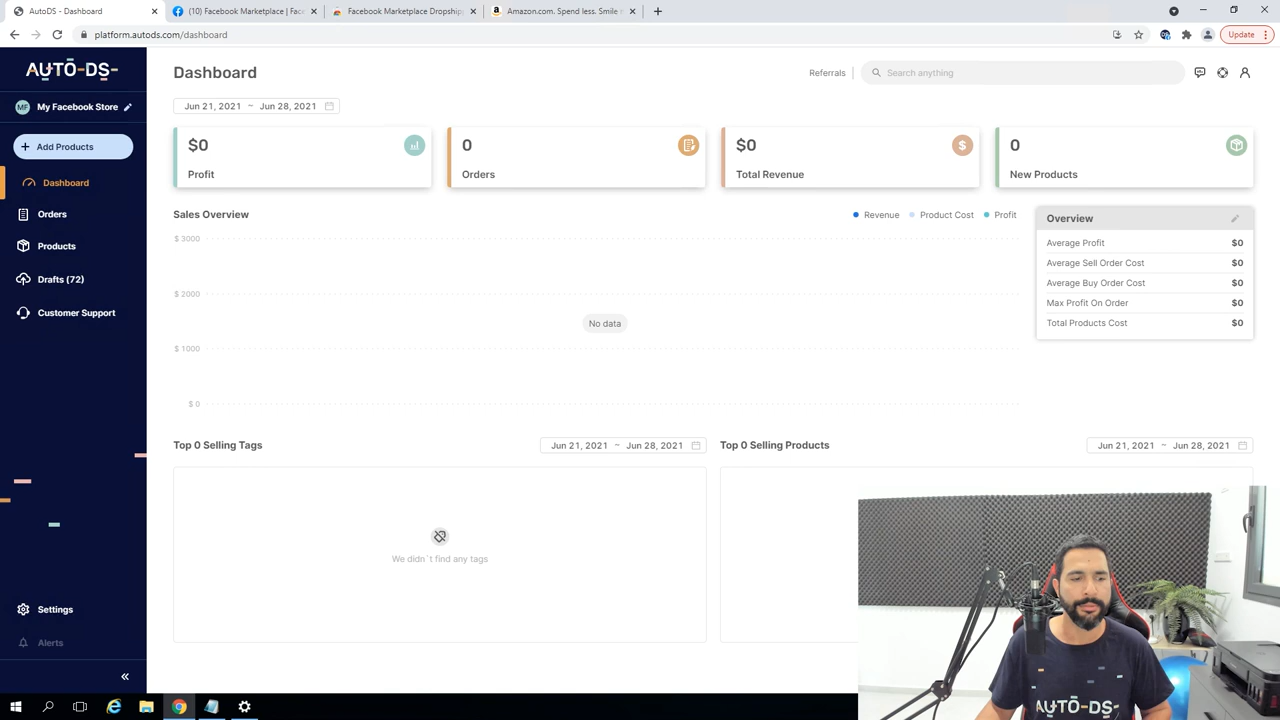 AutoDS - Dashboard
(10) Facebook Marketplace | Fac
Facebook Marketplace Dropship
Amazon.com. Spend less. Smile
platform.autods.com/dashboard
Update
AUTO-DS
MF My Facebook Store
Add Products
Dashboard
Orders
Products
Drafts (72)
Customer Support
Settings
Alerts
Dashboard
Referrals
Search anything
Jun 21, 2021 ~ Jun 28, 2021
$0
Profit
0
Orders
$0
$
Total Revenue
0
New Products
Sales Overview
Revenue
Product Cost
Profit
$ 3000
$ 2000
$ 1000
$ 0
No data
Overview
Average Profit $0
Average Sell Order Cost $0
Average Buy Order Cost $0
Max Profit On Order $0
Total Products Cost $0
Top 0 Selling Tags
Jun 21, 2021 ~ Jun 28, 2021
We didn`t find any tags
Top 0 Selling Products
Jun 21, 2021 ~ Jun 28, 2021
AUTO-DS